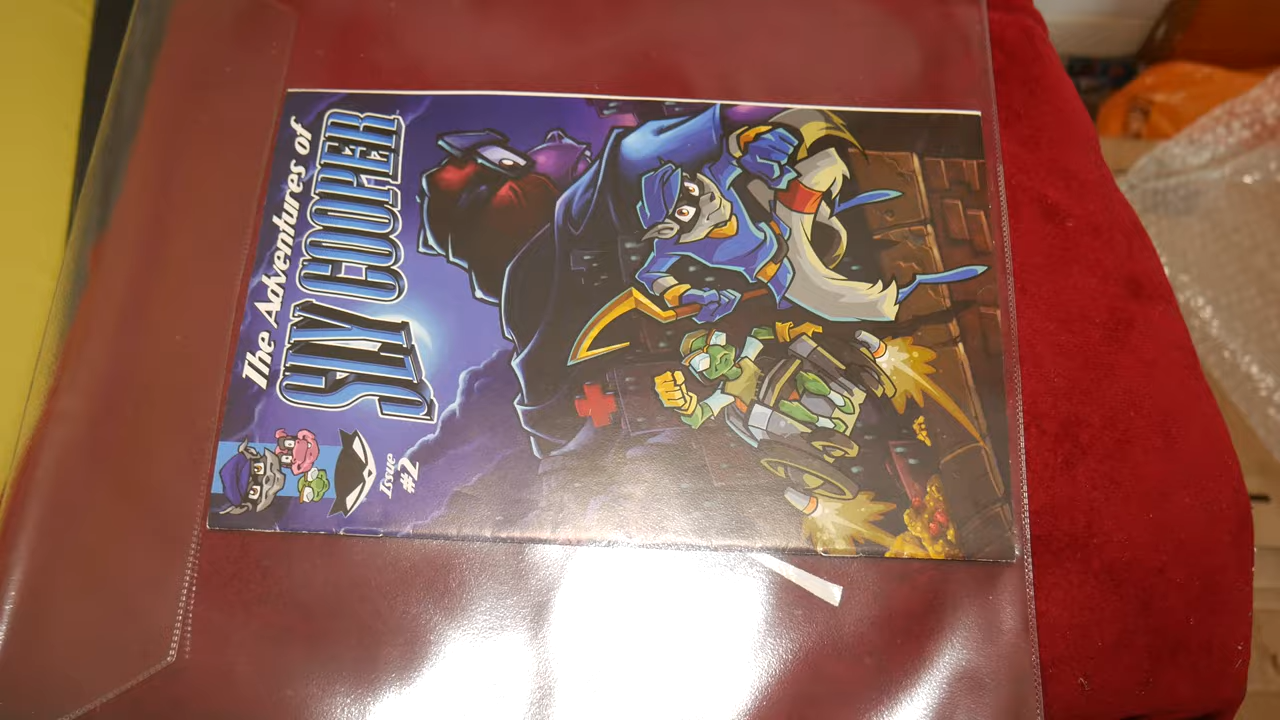 The Adventures of
SLY COOPER
Issue
#2